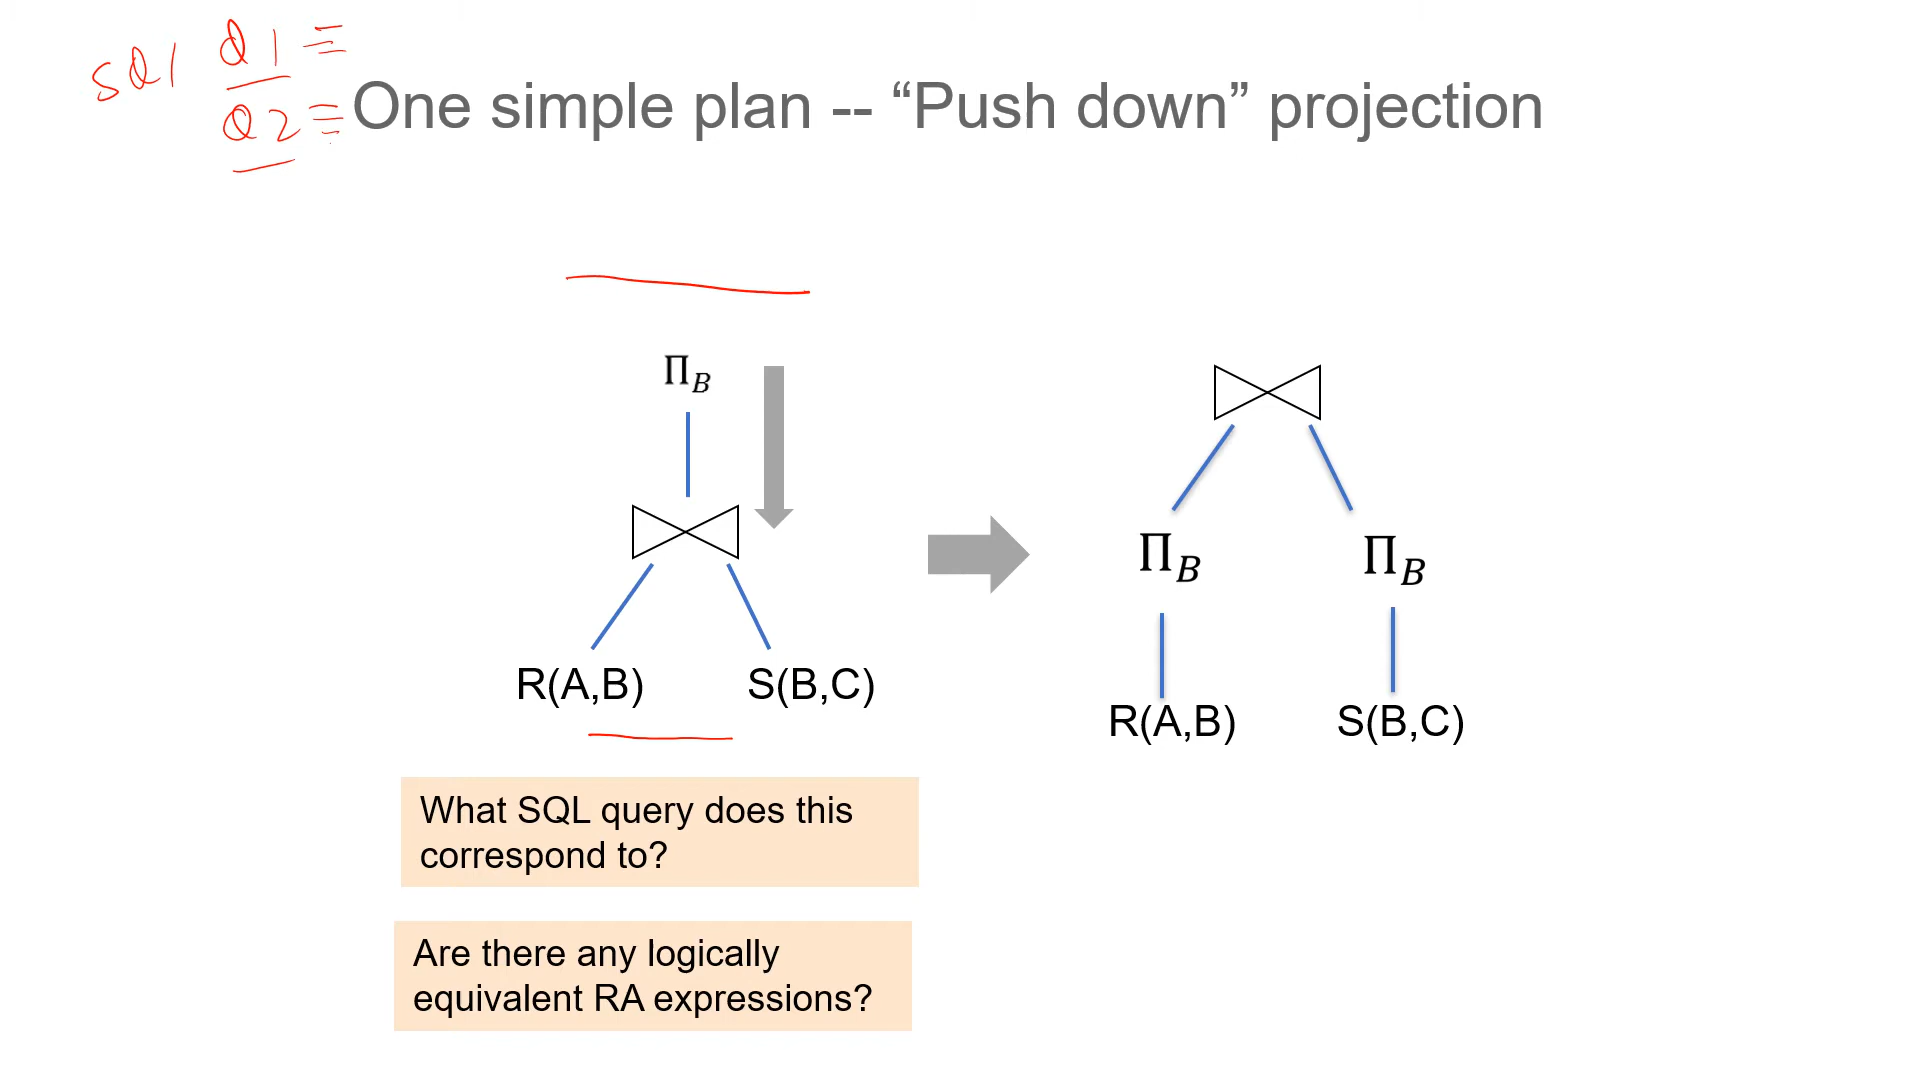 SQL Q1 =
Q2 =
One simple plan -- “Push down” projection
Π_B
R(A,B) S(B,C)
Π_B Π_B
R(A,B) S(B,C)
What SQL query does this
correspond to?
Are there any logically
equivalent RA expressions?